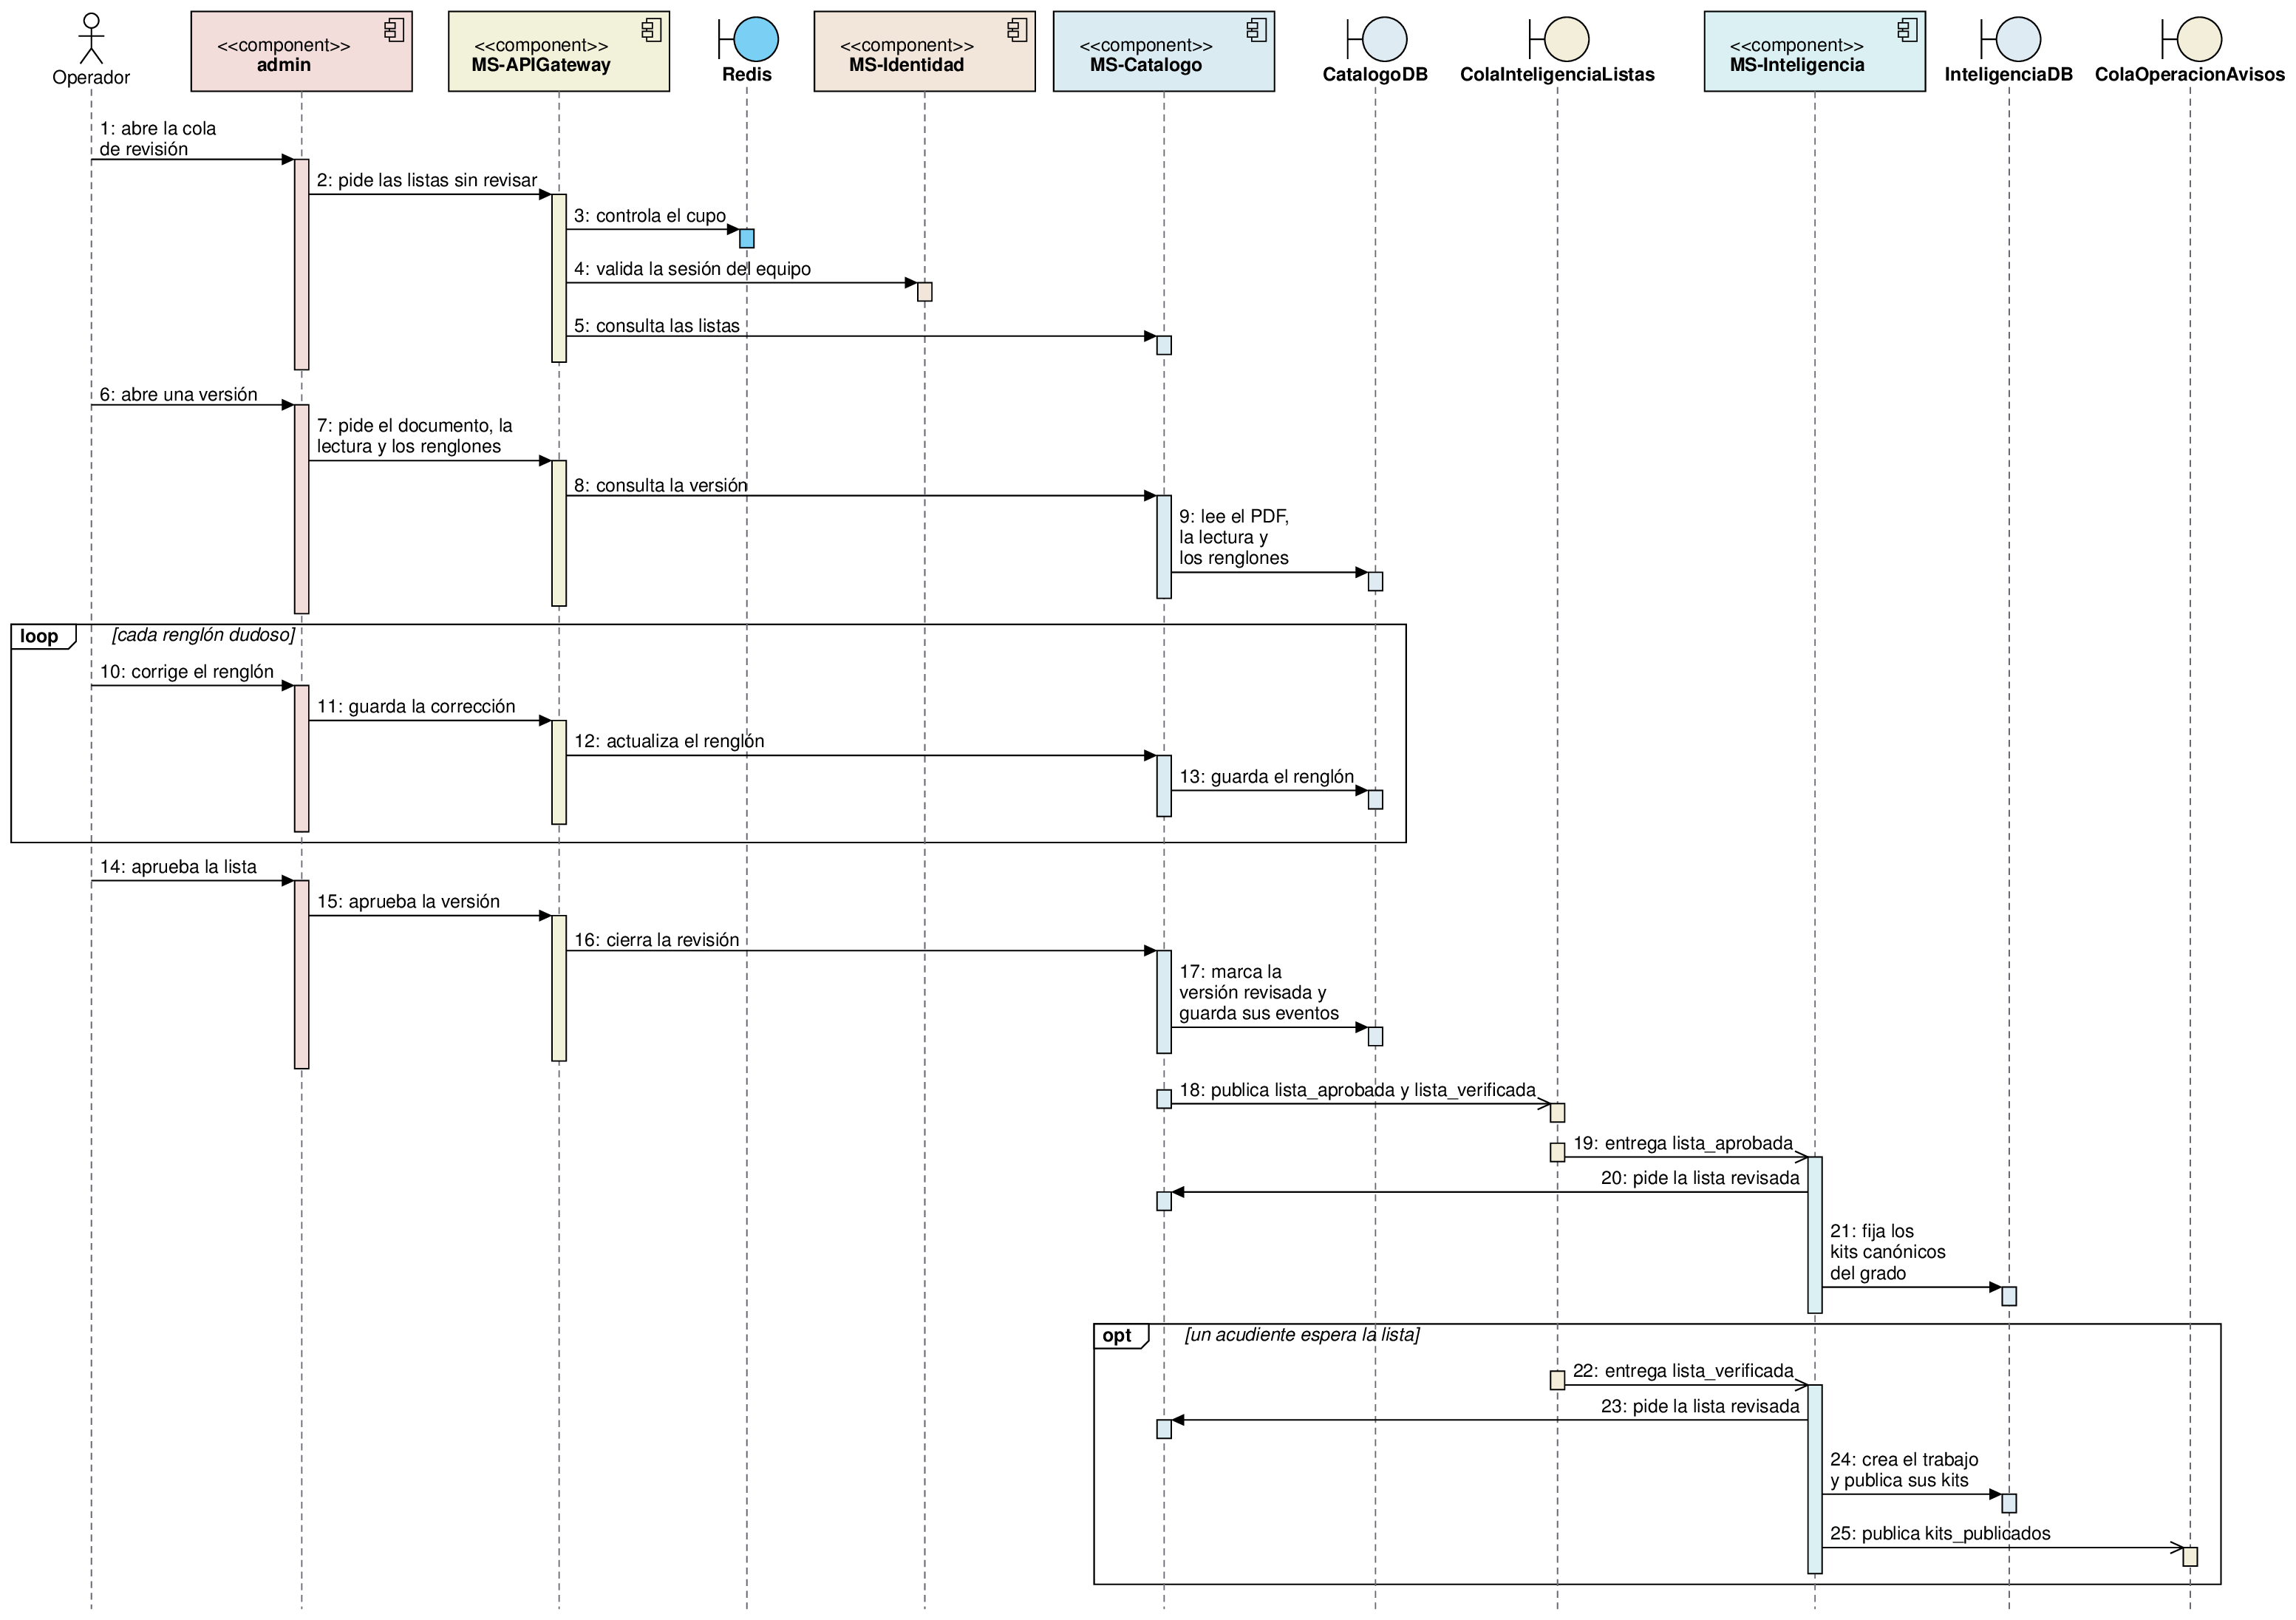 Operador
<<component>>
admin
<<component>>
MS-APIGateway
Redis
<<component>>
MS-Identidad
<<component>>
MS-Catalogo
CatalogoDB
ColaInteligenciaListas
<<component>>
MS-Inteligencia
InteligenciaDB
ColaOperacionAvisos
1: abre la cola
de revisión
2: pide las listas sin revisar
3: controla el cupo
4: valida la sesión del equipo
5: consulta las listas
6: abre una versión
7: pide el documento, la
lectura y los renglones
8: consulta la versión
9: lee el PDF,
la lectura y
los renglones
loop
[cada renglón dudoso]
10: corrige el renglón
11: guarda la corrección
12: actualiza el renglón
13: guarda el renglón
14: aprueba la lista
15: aprueba la versión
16: cierra la revisión
17: marca la
versión revisada y
guarda sus eventos
18: publica lista_aprobada y lista_verificada
19: entrega lista_aprobada
20: pide la lista revisada
21: fija los
kits canónicos
del grado
opt
[un acudiente espera la lista]
22: entrega lista_verificada
23: pide la lista revisada
24: crea el trabajo
y publica sus kits
25: publica kits_publicados